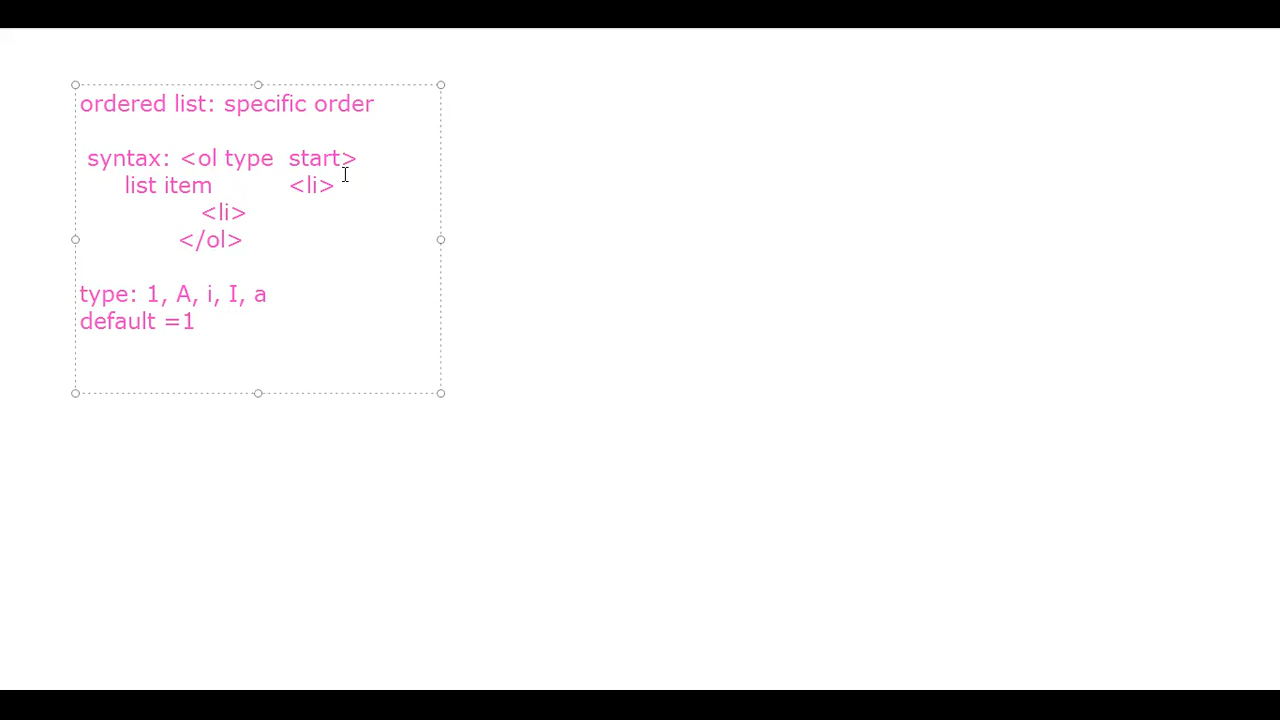 ordered list: specific order
syntax: <ol type  start>
list item          <li>
<li>
</ol>
type: 1, A, i, I, a
default =1